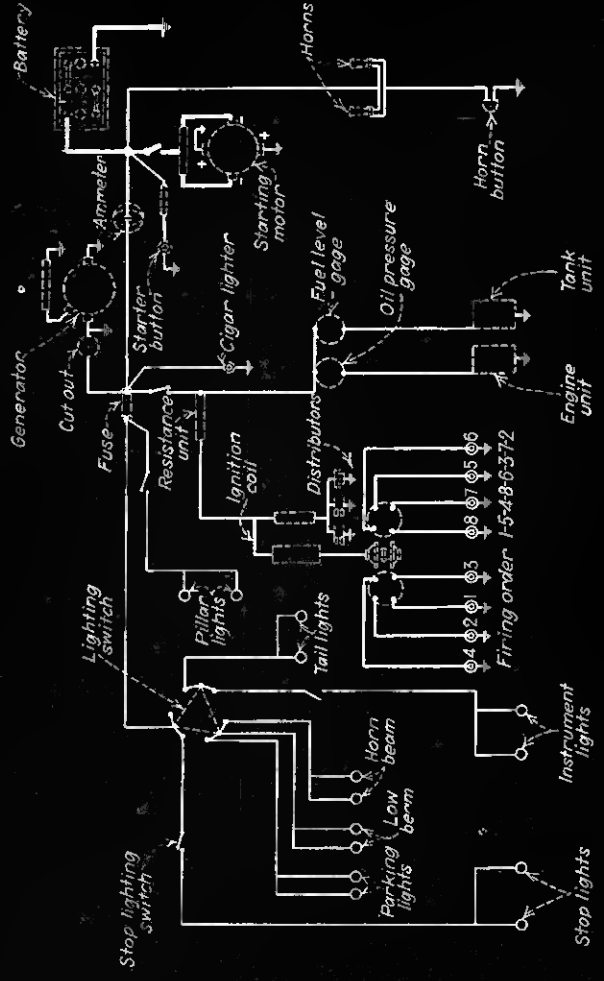 Stop lighting
switch
Lighting
switch
Generator
Cut out
Fuse
Battery
Ammeter
Starter
button
Resistance
unit
Cigar lighter
Pillar
lights
Ignition
coil
Starting
motor
Tail lights
Distributors
Fuel level
gage
Horns
Horn
beam
Low
beam
Parking
lights
Oil pressure
gage
4 2 1 3 8 7 5 6
Firing order 1-5-4-8-6-3-7-2
Horn
button
Stop lights
Instrument
lights
Engine
unit
Tank
unit
+
-
+
-